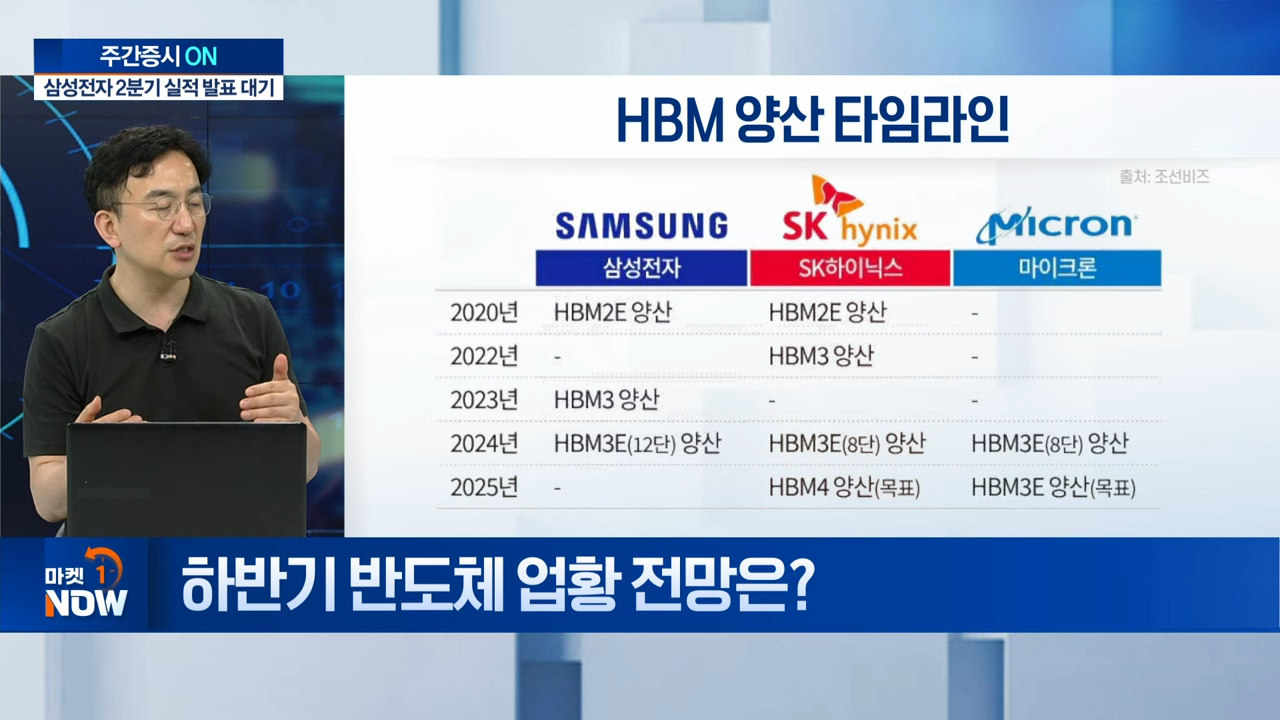 주간증시 ON
삼성전자 2분기 실적 발표 대기
HBM 양산 타임라인
출처: 조선비즈
SAMSUNG SK hynix Micron
삼성전자 SK하이닉스 마이크론
2020년 HBM2E 양산 HBM2E 양산 -
2022년 - HBM3 양산 -
2023년 HBM3 양산 - -
2024년 HBM3E(12단) 양산 HBM3E(8단) 양산 HBM3E(8단) 양산
2025년 - HBM4 양산(목표) HBM3E 양산(목표)
마켓 1
NOW
하반기 반도체 업황 전망은?